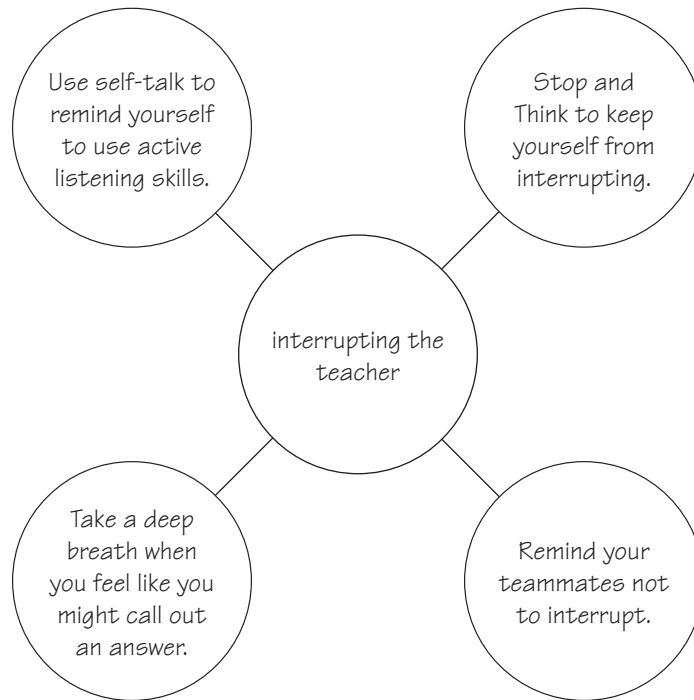 Use self-talk to
remind yourself
to use active
listening skills.
Stop and
Think to keep
yourself from
interrupting.
interrupting the
teacher
Take a deep
breath when
you feel like you
might call out
an answer.
Remind your
teammates not
to interrupt.